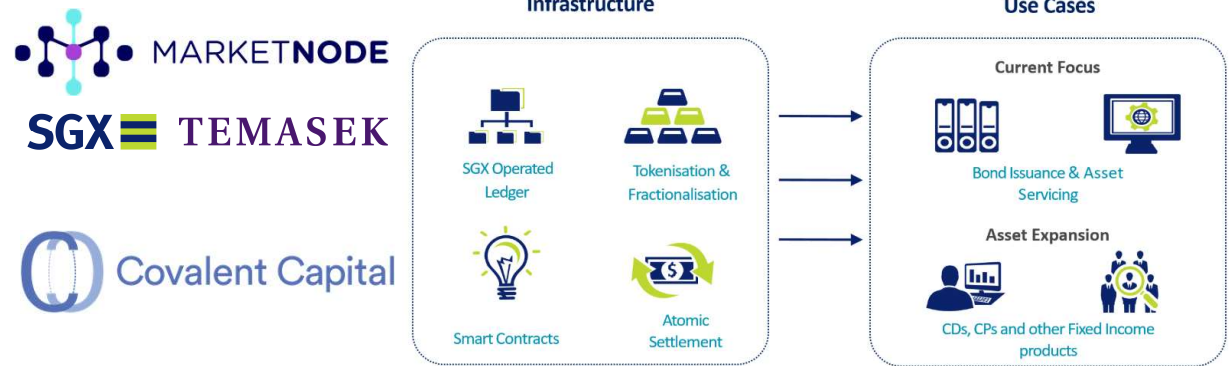 MARKETNODE
SGX TEMASEK
Covalent Capital
Infrastructure
SGX Operated
Ledger
Tokenisation &
Fractionalisation
$
Smart Contracts
Atomic
Settlement
Use Cases
Current Focus
Bond Issuance & Asset
Servicing
Asset Expansion
CDs, CPs and other Fixed Income
products